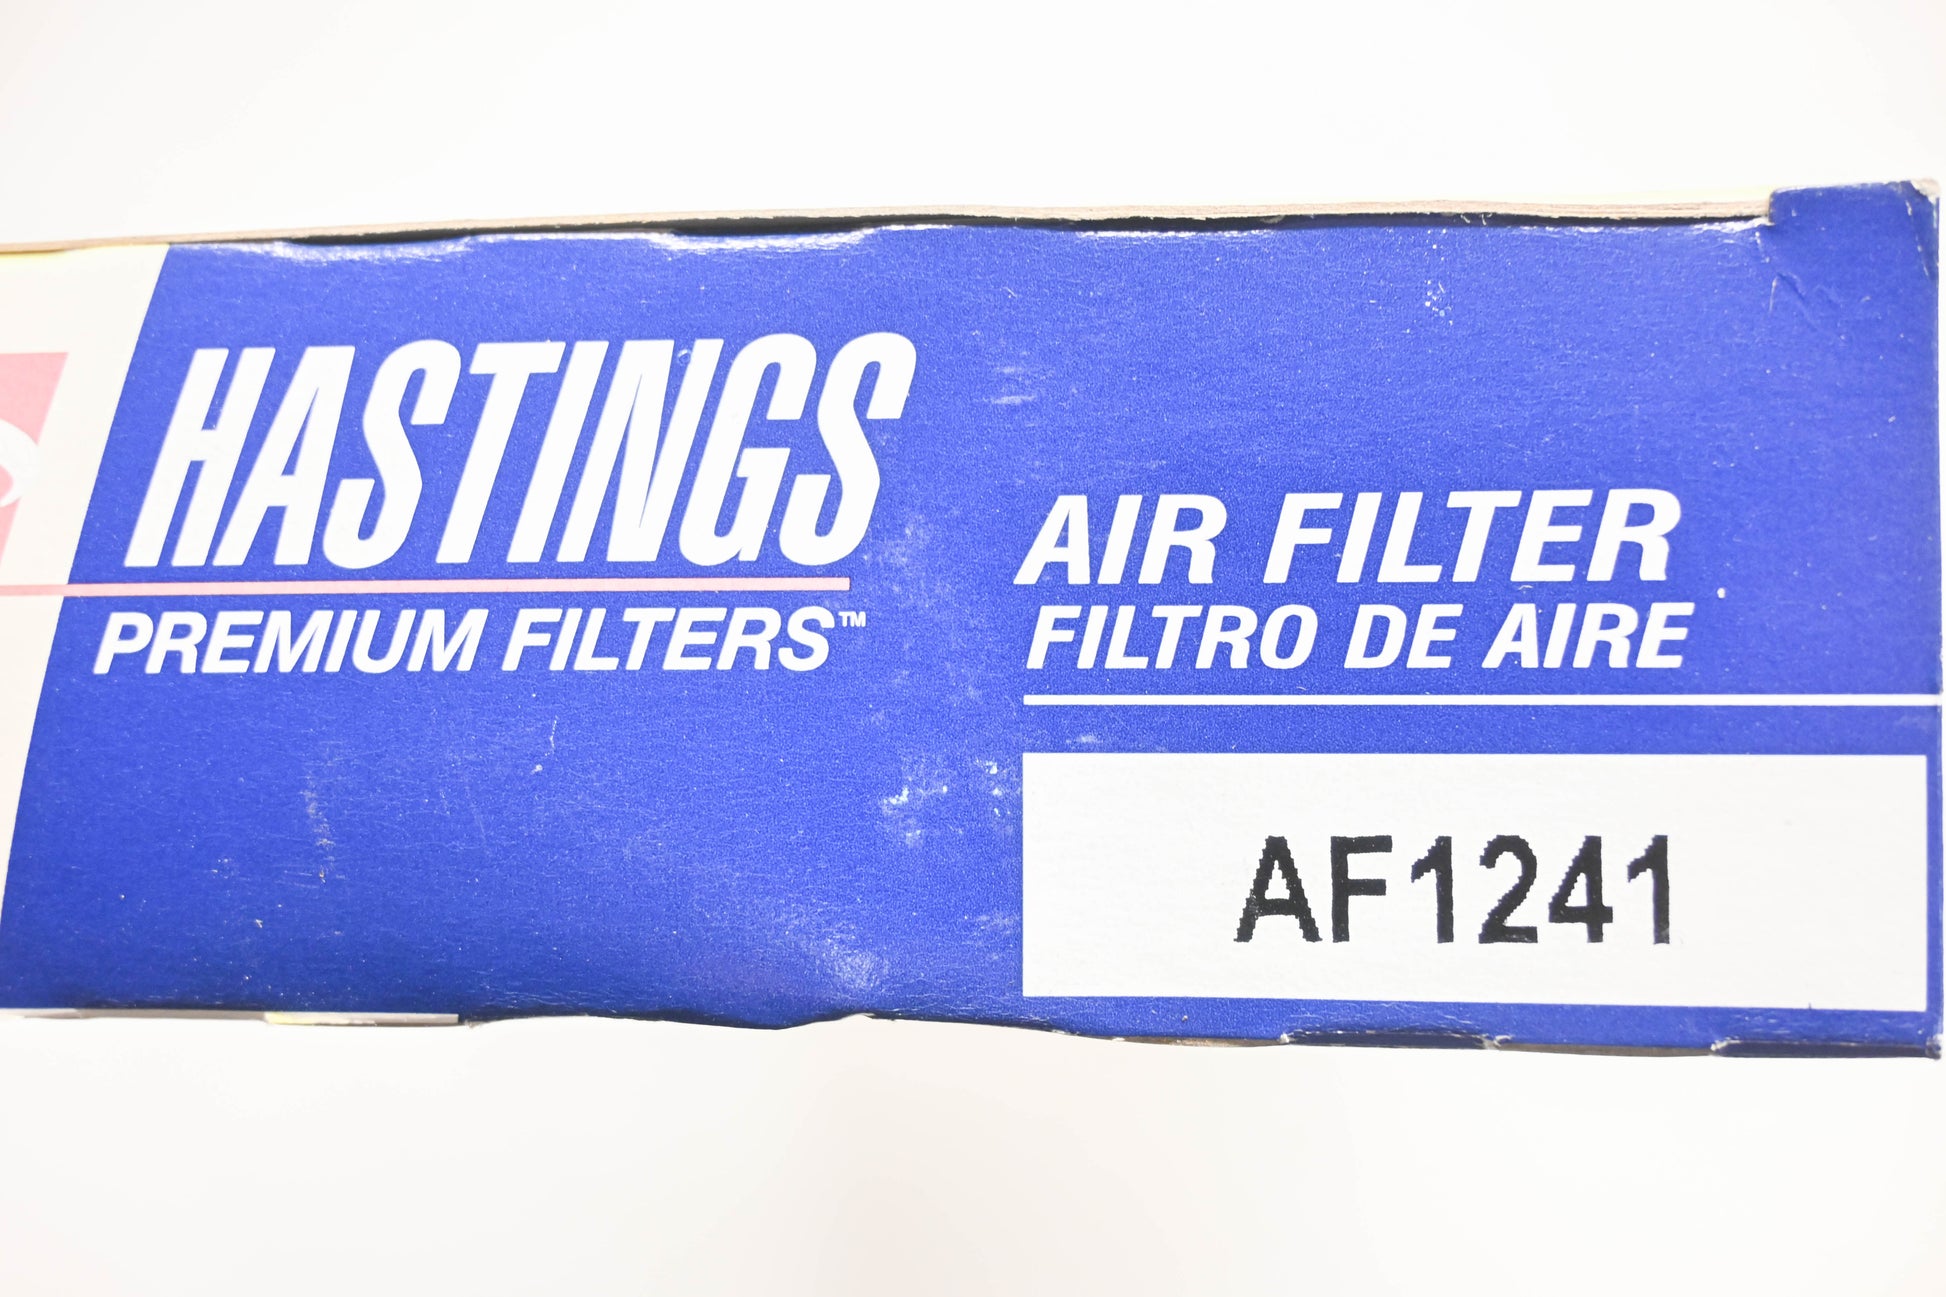 HASTINGS
PREMIUM FILTERS™
AIR FILTER
FILTRO DE AIRE
AF1241